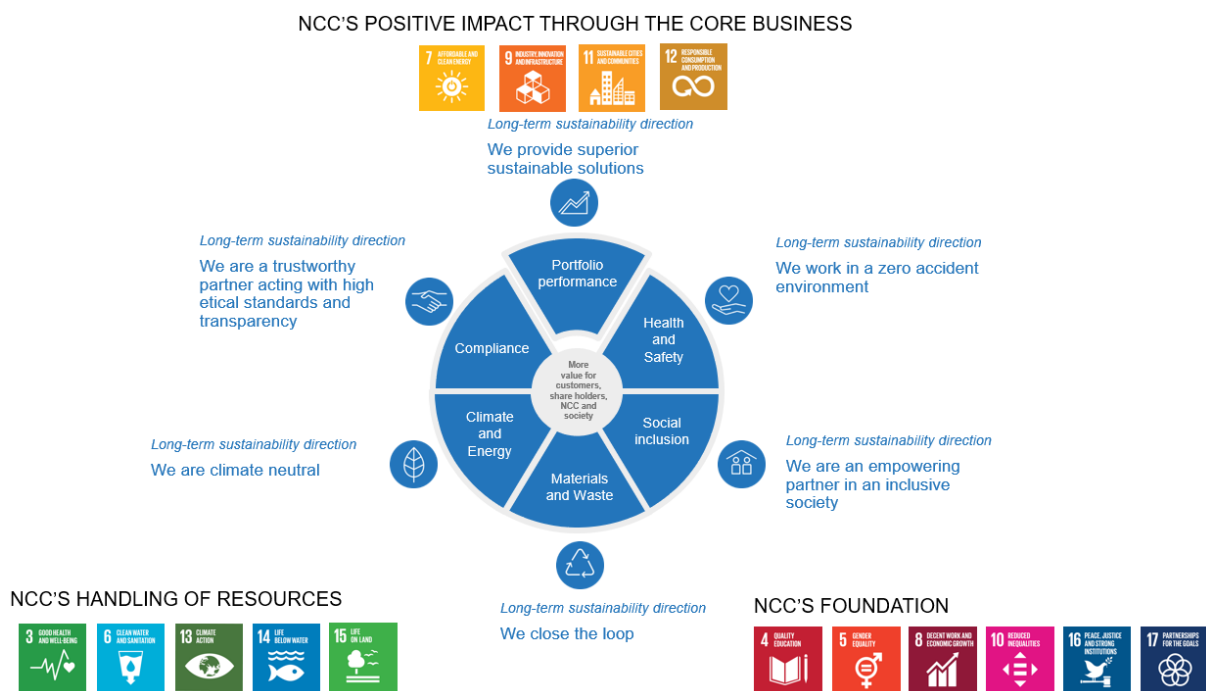 NCC'S POSITIVE IMPACT THROUGH THE CORE BUSINESS
7 AFFORDABLE AND
CLEAN ENERGY
9 INDUSTRY, INNOVATION
AND INFRASTRUCTURE
11 SUSTAINABLE CITIES
AND COMMUNITIES
12 RESPONSIBLE
CONSUMPTION
AND PRODUCTION
Long-term sustainability direction
We provide superior
sustainable solutions
Long-term sustainability direction
We are a trustworthy
partner acting with high
etical standards and
transparency
Long-term sustainability direction
We work in a zero accident
environment
Portfolio
performance
Compliance
Health
and
Safety
More
value for
customers,
share holders,
NCC and
society
Climate
and
Energy
Social
inclusion
Materials
and Waste
Long-term sustainability direction
We are climate neutral
Long-term sustainability direction
We are an empowering
partner in an inclusive
society
Long-term sustainability direction
We close the loop
NCC'S HANDLING OF RESOURCES
3 GOOD HEALTH
AND WELL-BEING
6 CLEAN WATER
AND SANITATION
13 CLIMATE
ACTION
14 LIFE
BELOW WATER
15 LIFE
ON LAND
NCC'S FOUNDATION
4 QUALITY
EDUCATION
5 GENDER
EQUALITY
8 DECENT WORK AND
ECONOMIC GROWTH
10 REDUCED
INEQUALITIES
16 PEACE, JUSTICE
AND STRONG
INSTITUTIONS
17 PARTNERSHIPS
FOR THE GOALS